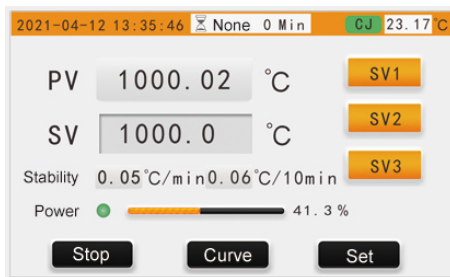 2021-04-12 13:35:46 None 0 Min CJ 23.17 ℃
PV 1000.02 ℃ SV1
SV 1000.0 ℃ SV2
Stability 0.05℃/min 0.06℃/10min SV3
Power 41.3 %
Stop Curve Set